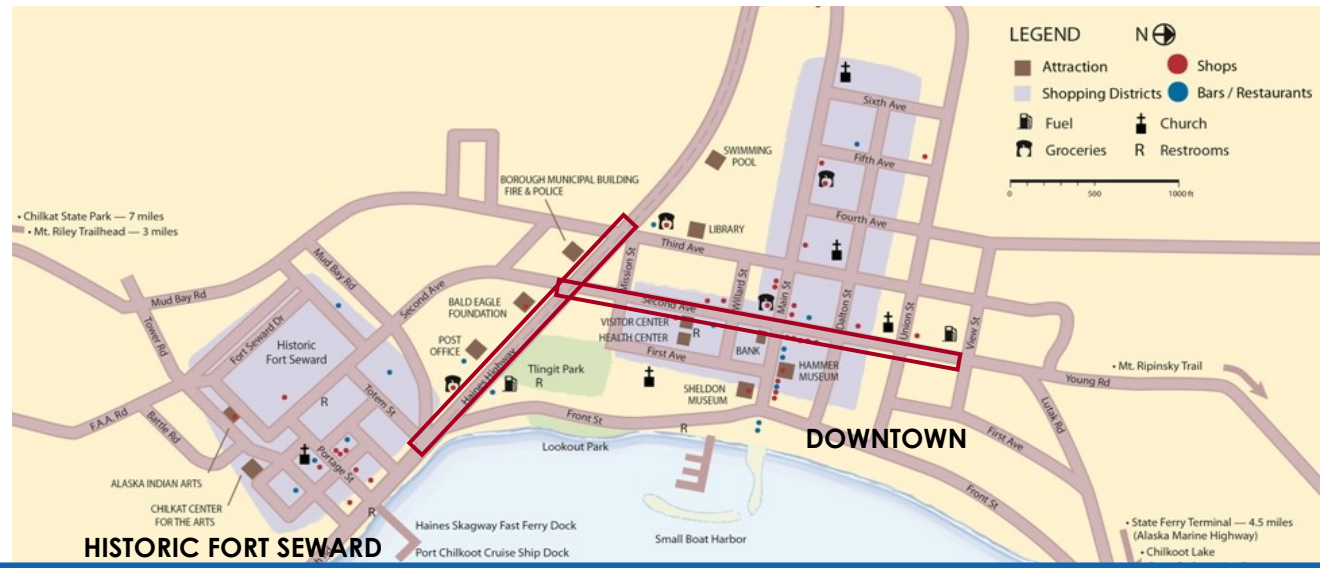 LEGEND
N
Attraction
Shops
Shopping Districts
Bars / Restaurants
Fuel
Church
Groceries
R Restrooms
0 500 1000 ft
Sixth Ave
Fifth Ave
Fourth Ave
SWIMMING
POOL
BOROUGH MUNICIPAL BUILDING
FIRE & POLICE
LIBRARY
Third Ave
• Chilkat State Park — 7 miles
• Mt. Riley Trailhead — 3 miles
Mud Bay Rd
Mud Bay Rd
Second Ave
Mission St
Willard St
Main St
Dalton St
Union St
View St
Tower Rd
Fort Seward Dr
Historic
Fort Seward
BALD EAGLE
FOUNDATION
POST
OFFICE
Second Ave
VISITOR CENTER
HEALTH CENTER
R
BANK
First Ave
HAMMER
MUSEUM
SHELDON
MUSEUM
Haines Highway
Tlingit Park
R
• Mt. Ripinsky Trail
Young Rd
Lutak Rd
First Ave
Front St
F.A.A. Rd
Battle Rd
Totem St
R
Portage St
Front St
R
Lookout Park
DOWNTOWN
ALASKA INDIAN ARTS
CHILKAT CENTER
FOR THE ARTS
R
Haines Skagway Fast Ferry Dock
Port Chilkoot Cruise Ship Dock
Small Boat Harbor
• State Ferry Terminal — 4.5 miles
(Alaska Marine Highway)
• Chilkoot Lake
HISTORIC FORT SEWARD